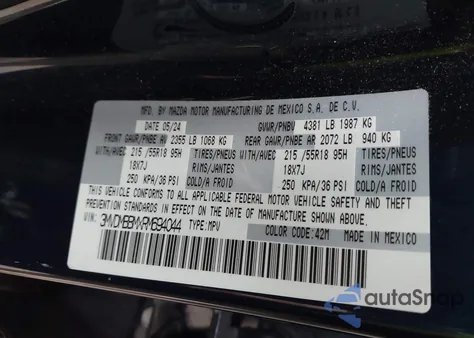 MFD. BY MAZDA MOTOR MANUFACTURING DE MEXICO S.A. DE C.V.
DATE 05/24 GVWR/PNBV 4381 LB 1987 KG
FRONT GAWR/PNBE AV 2355 LB 1068 KG REAR GAWR/PNBE AR 2072 LB 940 KG
WITH/AVEC 215 /55R18 95H TIRES/PNEUS WITH/AVEC 215 /55R18 95H TIRES/PNEUS
18X7J RIMS/JANTES 18X7J RIMS/JANTES
250 KPA/36 PSI COLD/A FROID 250 KPA/36 PSI COLD/A FROID
THIS VEHICLE CONFORMS TO ALL APPLICABLE FEDERAL MOTOR VEHICLE SAFETY AND THEFT
PREVENTION STANDARDS IN EFFECT ON THE DATE OF MANUFACTURE SHOWN ABOVE.
VIN: TYPE:MPV
COLOR CODE: 42M MADE IN MEXICO
autaSnap